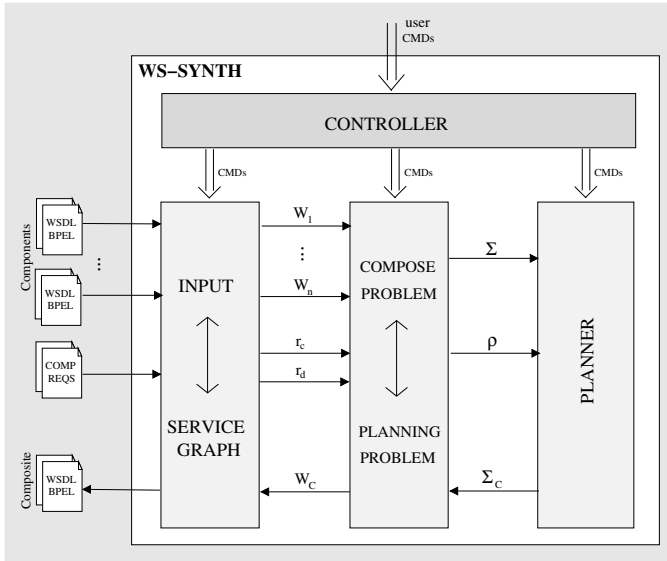 user
CMDs
WS–SYNTH
CONTROLLER
CMDs
CMDs
CMDs
Components
WSDL
BPEL
...
WSDL
BPEL
COMP
REQS
Composite
WSDL
BPEL
INPUT
SERVICE
GRAPH
W1
...
Wn
rc
rd
WC
COMPOSE
PROBLEM
PLANNING
PROBLEM
Σ
ρ
ΣC
PLANNER